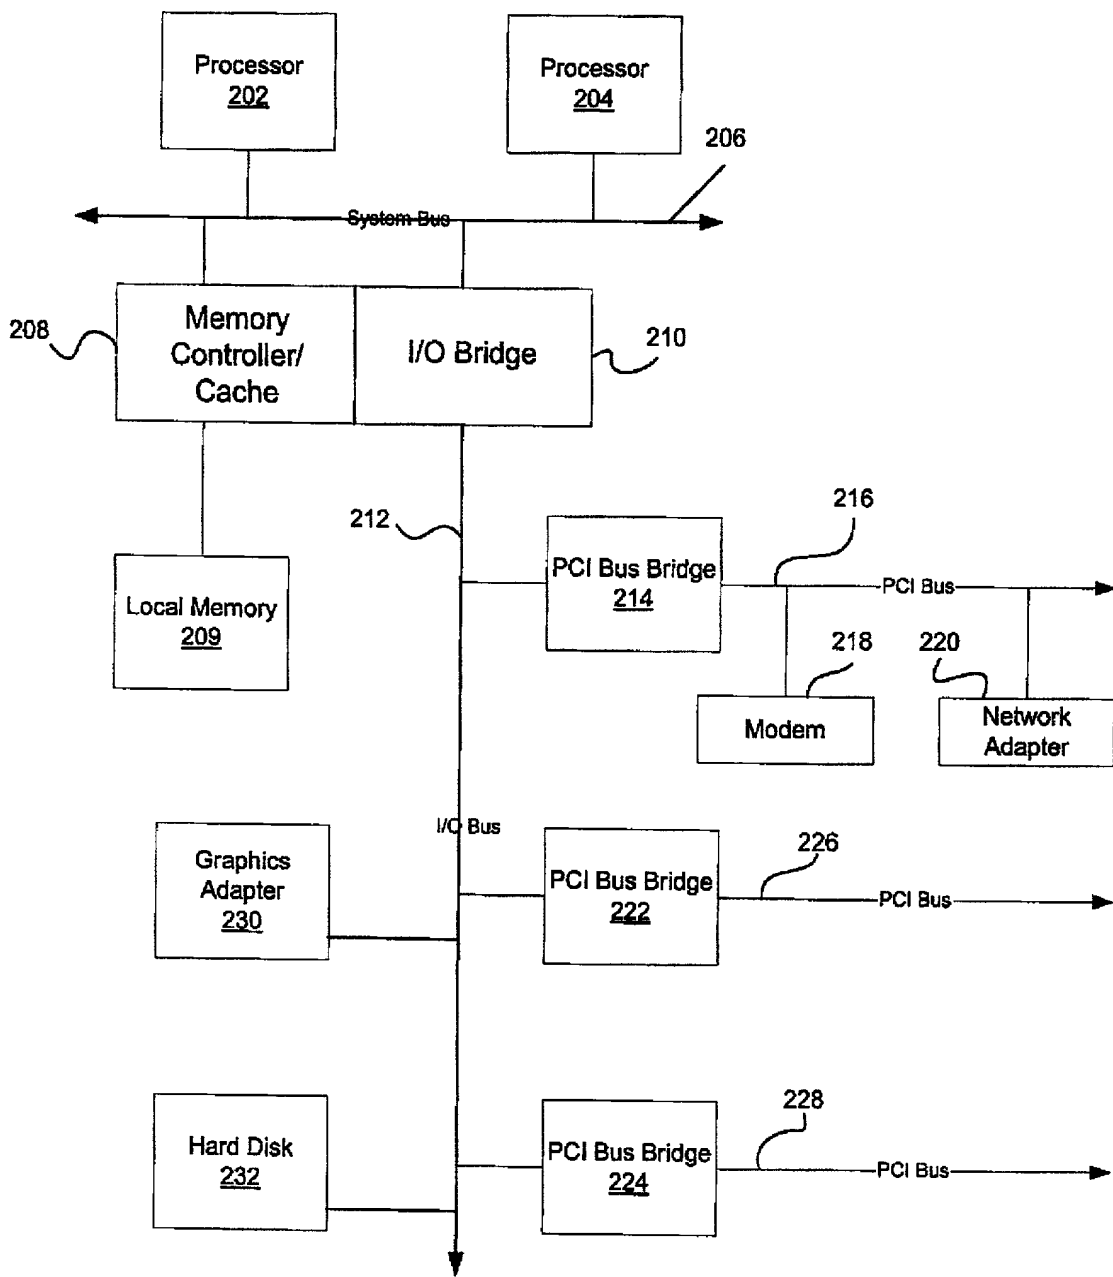 Processor
202
Processor
204
206
System Bus
208
Memory
Controller/
Cache
I/O Bridge
210
212
216
PCI Bus Bridge
214
PCI Bus
Local Memory
209
218
220
Modem
Network
Adapter
I/O Bus
226
Graphics
Adapter
230
PCI Bus Bridge
222
PCI Bus
228
Hard Disk
232
PCI Bus Bridge
224
PCI Bus